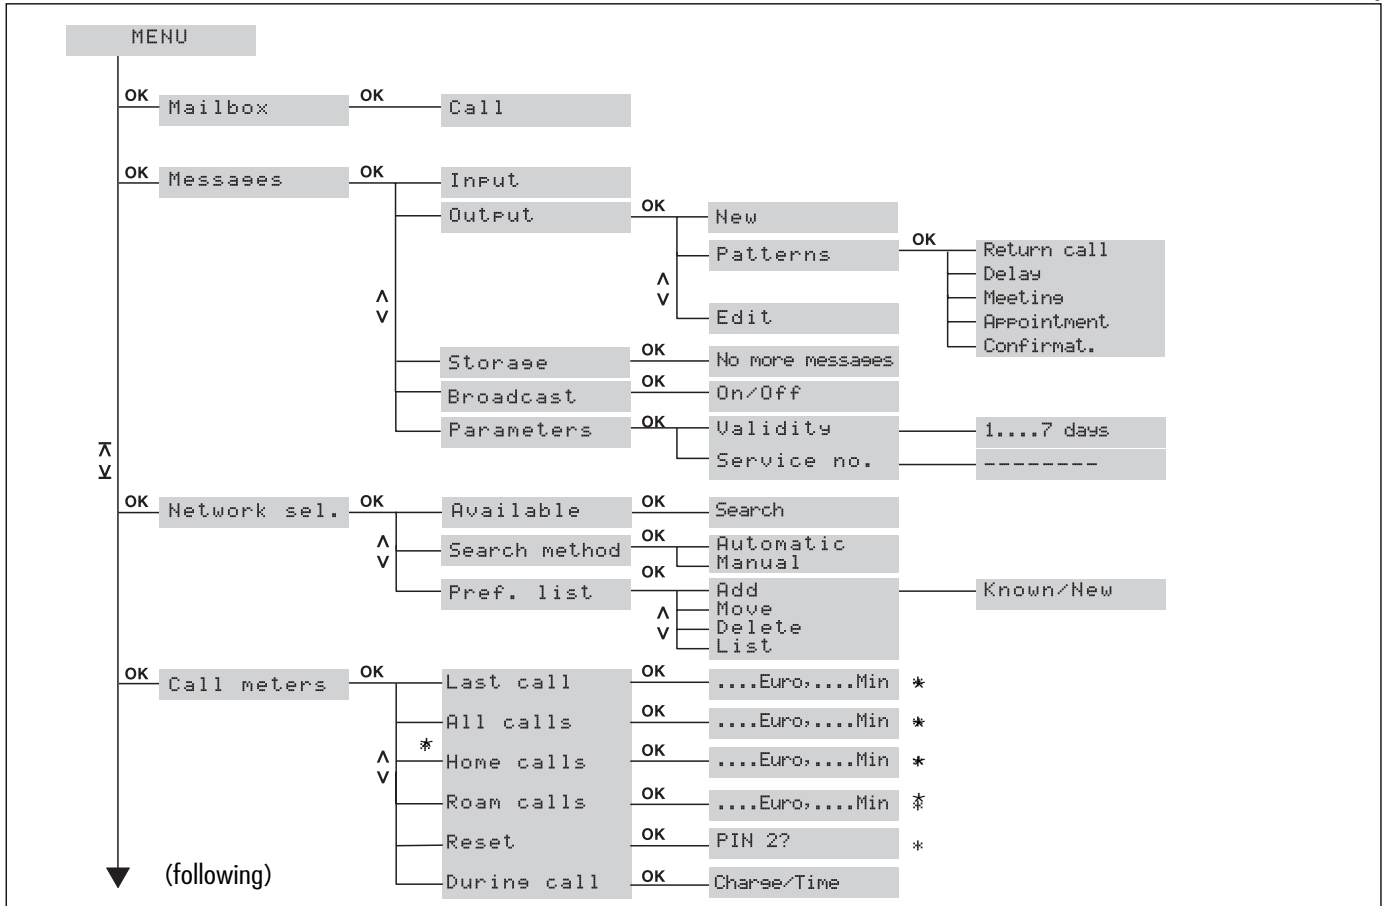 MENU
OK Mailbox OK Call
OK Messages OK Input
Output OK New
Patterns OK Return call
Delay
Meeting
Appointment
Confirmat.
Edit
Storage OK No more messages
Broadcast OK On/Off
Parameters OK Validity 1....7 days
Service no. --------
OK Network sel. OK Available OK Search
Search method OK Automatic
Manual
Pref. list OK Add Known/New
Move
Delete
List
OK Call meters OK Last call OK ....Euro,....Min *
All calls OK ....Euro,....Min *
* Home calls OK ....Euro,....Min *
Roam calls OK ....Euro,....Min *
Reset OK PIN 2? *
During call OK Charge/Time
(following)